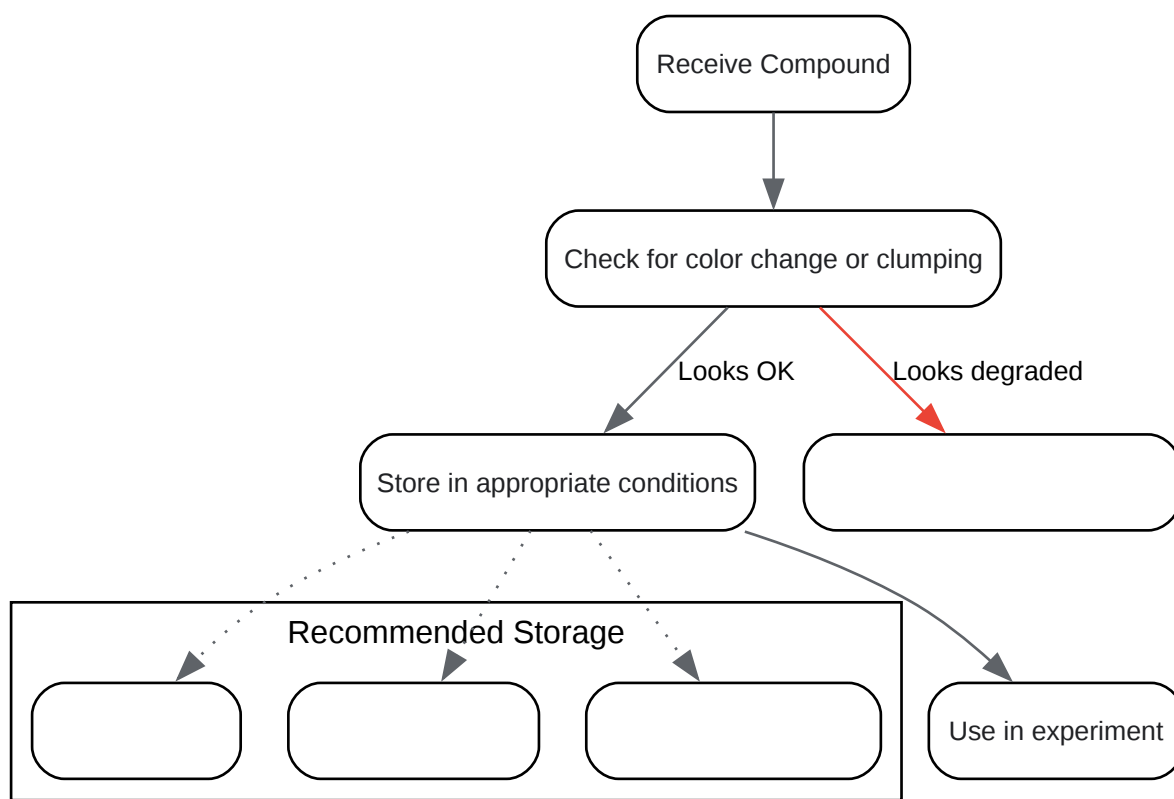 Receive Compound
Check for color change or clumping
Looks OK
Looks degraded
Store in appropriate conditions
Recommended Storage
Use in experiment